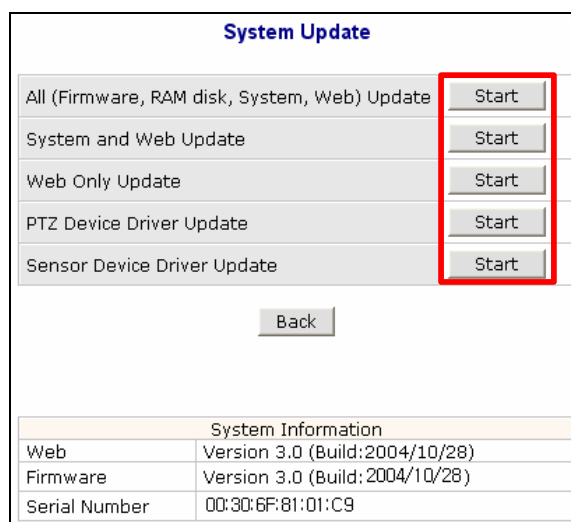 System Update
All (Firmware, RAM disk, System, Web) Update Start
System and Web Update Start
Web Only Update Start
PTZ Device Driver Update Start
Sensor Device Driver Update Start
Back
System Information
Web Version 3.0 (Build:2004/10/28)
Firmware Version 3.0 (Build:2004/10/28)
Serial Number 00:30:6F:81:01:C9